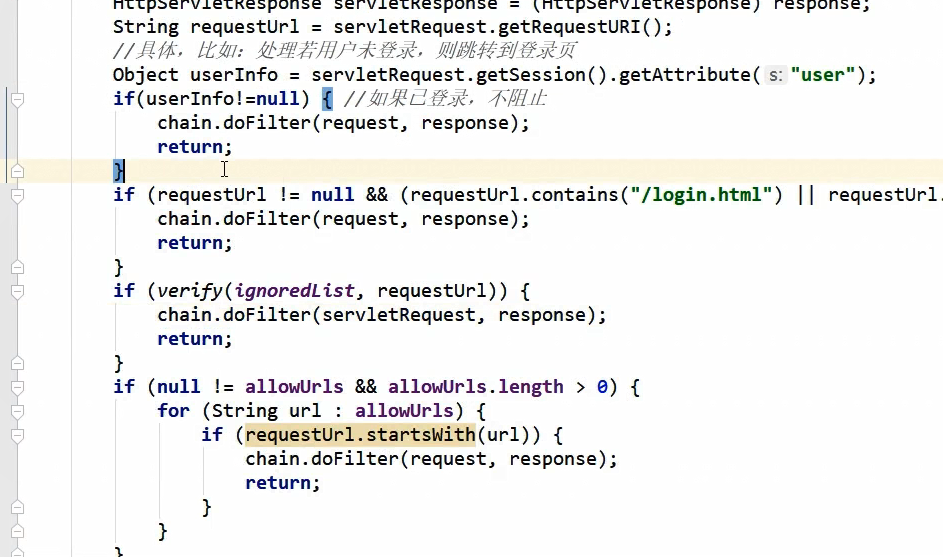 HttpServletResponse servletResponse = (HttpServletResponse) response;
String requestUrl = servletRequest.getRequestURI();
//具体，比如：处理若用户未登录，则跳转到登录页
Object userInfo = servletRequest.getSession().getAttribute( s: "user");
if(userInfo!=null) { //如果已登录，不阻止
chain.doFilter(request, response);
return;
}
if (requestUrl != null && (requestUrl.contains("/login.html") || requestUrl.
chain.doFilter(request, response);
return;
}
if (verify(ignoredList, requestUrl)) {
chain.doFilter(servletRequest, response);
return;
}
if (null != allowUrls && allowUrls.length > 0) {
for (String url : allowUrls) {
if (requestUrl.startsWith(url)) {
chain.doFilter(request, response);
return;
}
}
}